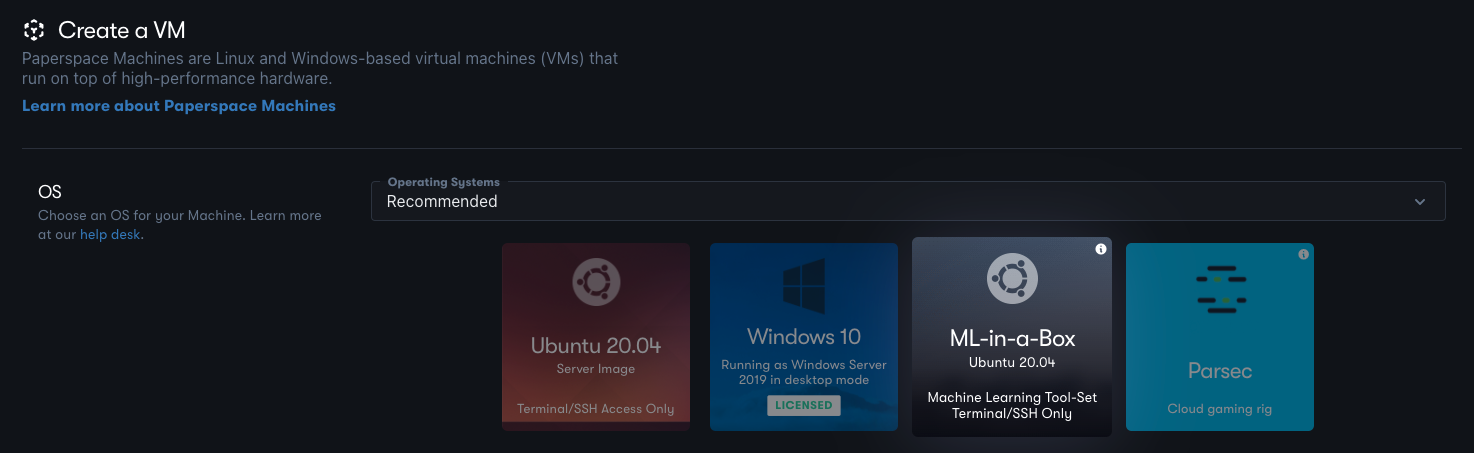 Create a VM
Paperspace Machines are Linux and Windows-based virtual machines (VMs) that
run on top of high-performance hardware.
Learn more about Paperspace Machines
OS
Choose an OS for your Machine. Learn more
at our help desk.
Operating Systems
Recommended
Ubuntu 20.04
Server Image
Terminal/SSH Access Only
Windows 10
Running as Windows Server
2019 in desktop mode
LICENSED
ML-in-a-Box
Ubuntu 20.04
Machine Learning Tool-Set
Terminal/SSH Only
Parsec
Cloud gaming rig